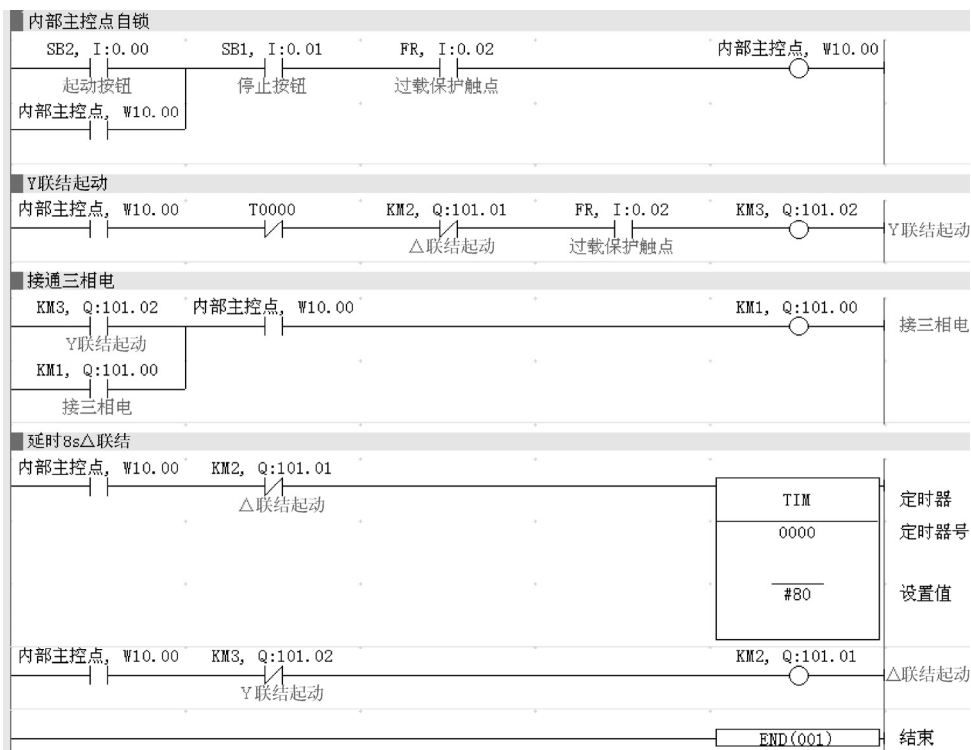 内部主控点自锁
SB2, I:0.00 SB1, I:0.01 FR, I:0.02 内部主控点, W10.00
起动按钮 停止按钮 过载保护触点
内部主控点, W10.00
Y联结起动
内部主控点, W10.00 T0000 KM2, Q:101.01 FR, I:0.02 KM3, Q:101.02
△联结起动 过载保护触点 Y联结起动
接通三相电
KM3, Q:101.02 内部主控点, W10.00 KM1, Q:101.00
Y联结起动 接三相电
KM1, Q:101.00
接三相电
延时8s△联结
内部主控点, W10.00 KM2, Q:101.01
△联结起动 TIM 定时器
0000 定时器号
#80 设置值
内部主控点, W10.00 KM3, Q:101.02 KM2, Q:101.01
Y联结起动 △联结起动
END(001) 结束